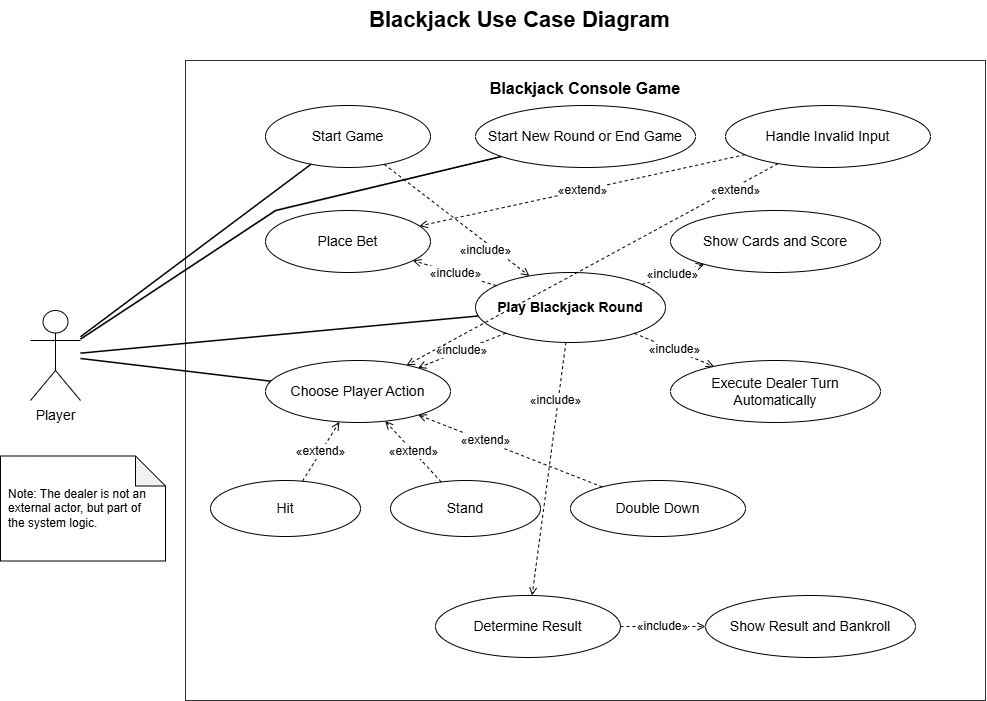 Blackjack Use Case Diagram
Blackjack Console Game
Start Game
Start New Round or End Game
Handle Invalid Input
«extend»
«extend»
Place Bet
Show Cards and Score
«include»
«include»
«include»
Play Blackjack Round
«include»
«include»
Choose Player Action
Execute Dealer Turn
Automatically
«include»
Player
«extend»
«extend»
«extend»
Note: The dealer is not an
external actor, but part of
the system logic.
Hit
Stand
Double Down
Determine Result
«include»
Show Result and Bankroll